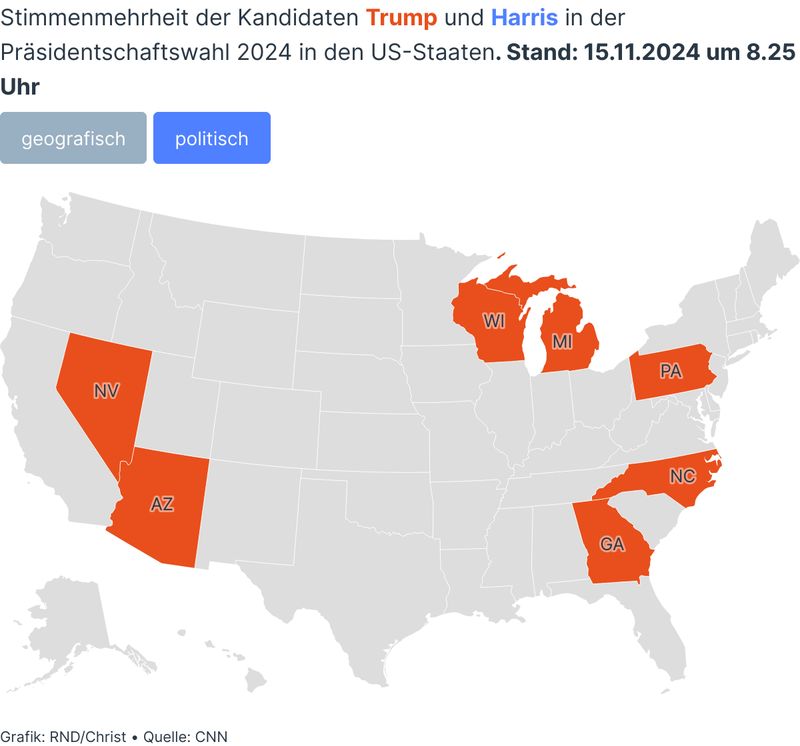 Stimmenmehrheit der Kandidaten Trump und Harris in der
Präsidentschaftswahl 2024 in den US-Staaten. Stand: 15.11.2024 um 8.25
Uhr
geografisch politisch
WI
MI
NV
PA
NC
AZ
GA
Grafik: RND/Christ • Quelle: CNN